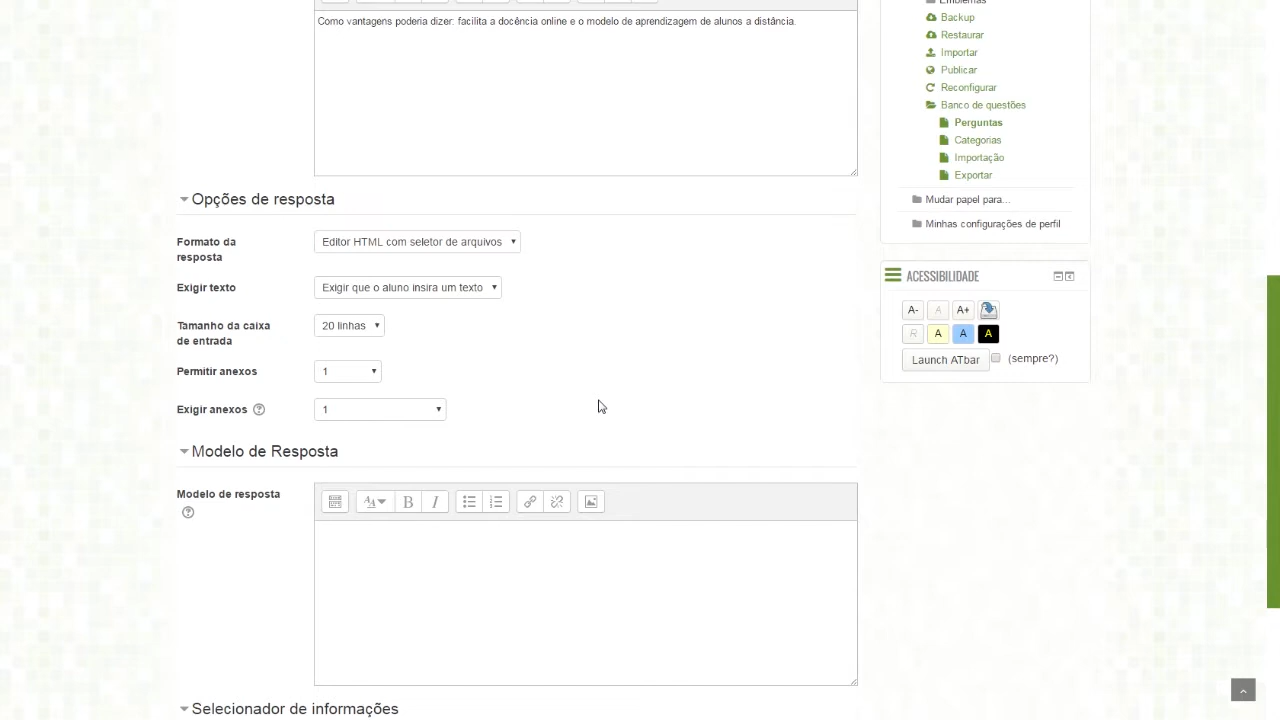 Como vantagens poderia dizer: facilita a docência online e o modelo de aprendizagem de alunos a distância.
Opções de resposta
Formato da resposta
Editor HTML com seletor de arquivos
Exigir texto
Exigir que o aluno insira um texto
Tamanho da caixa de entrada
20 linhas
Permitir anexos
1
Exigir anexos
1
Modelo de Resposta
Modelo de resposta
B I
Selecionador de informações
Emblemas
Backup
Restaurar
Importar
Publicar
Reconfigurar
Banco de questões
Perguntas
Categorias
Importação
Exportar
Mudar papel para...
Minhas configurações de perfil
ACESSIBILIDADE
A- A A+
R A A A
Launch ATbar (sempre?)